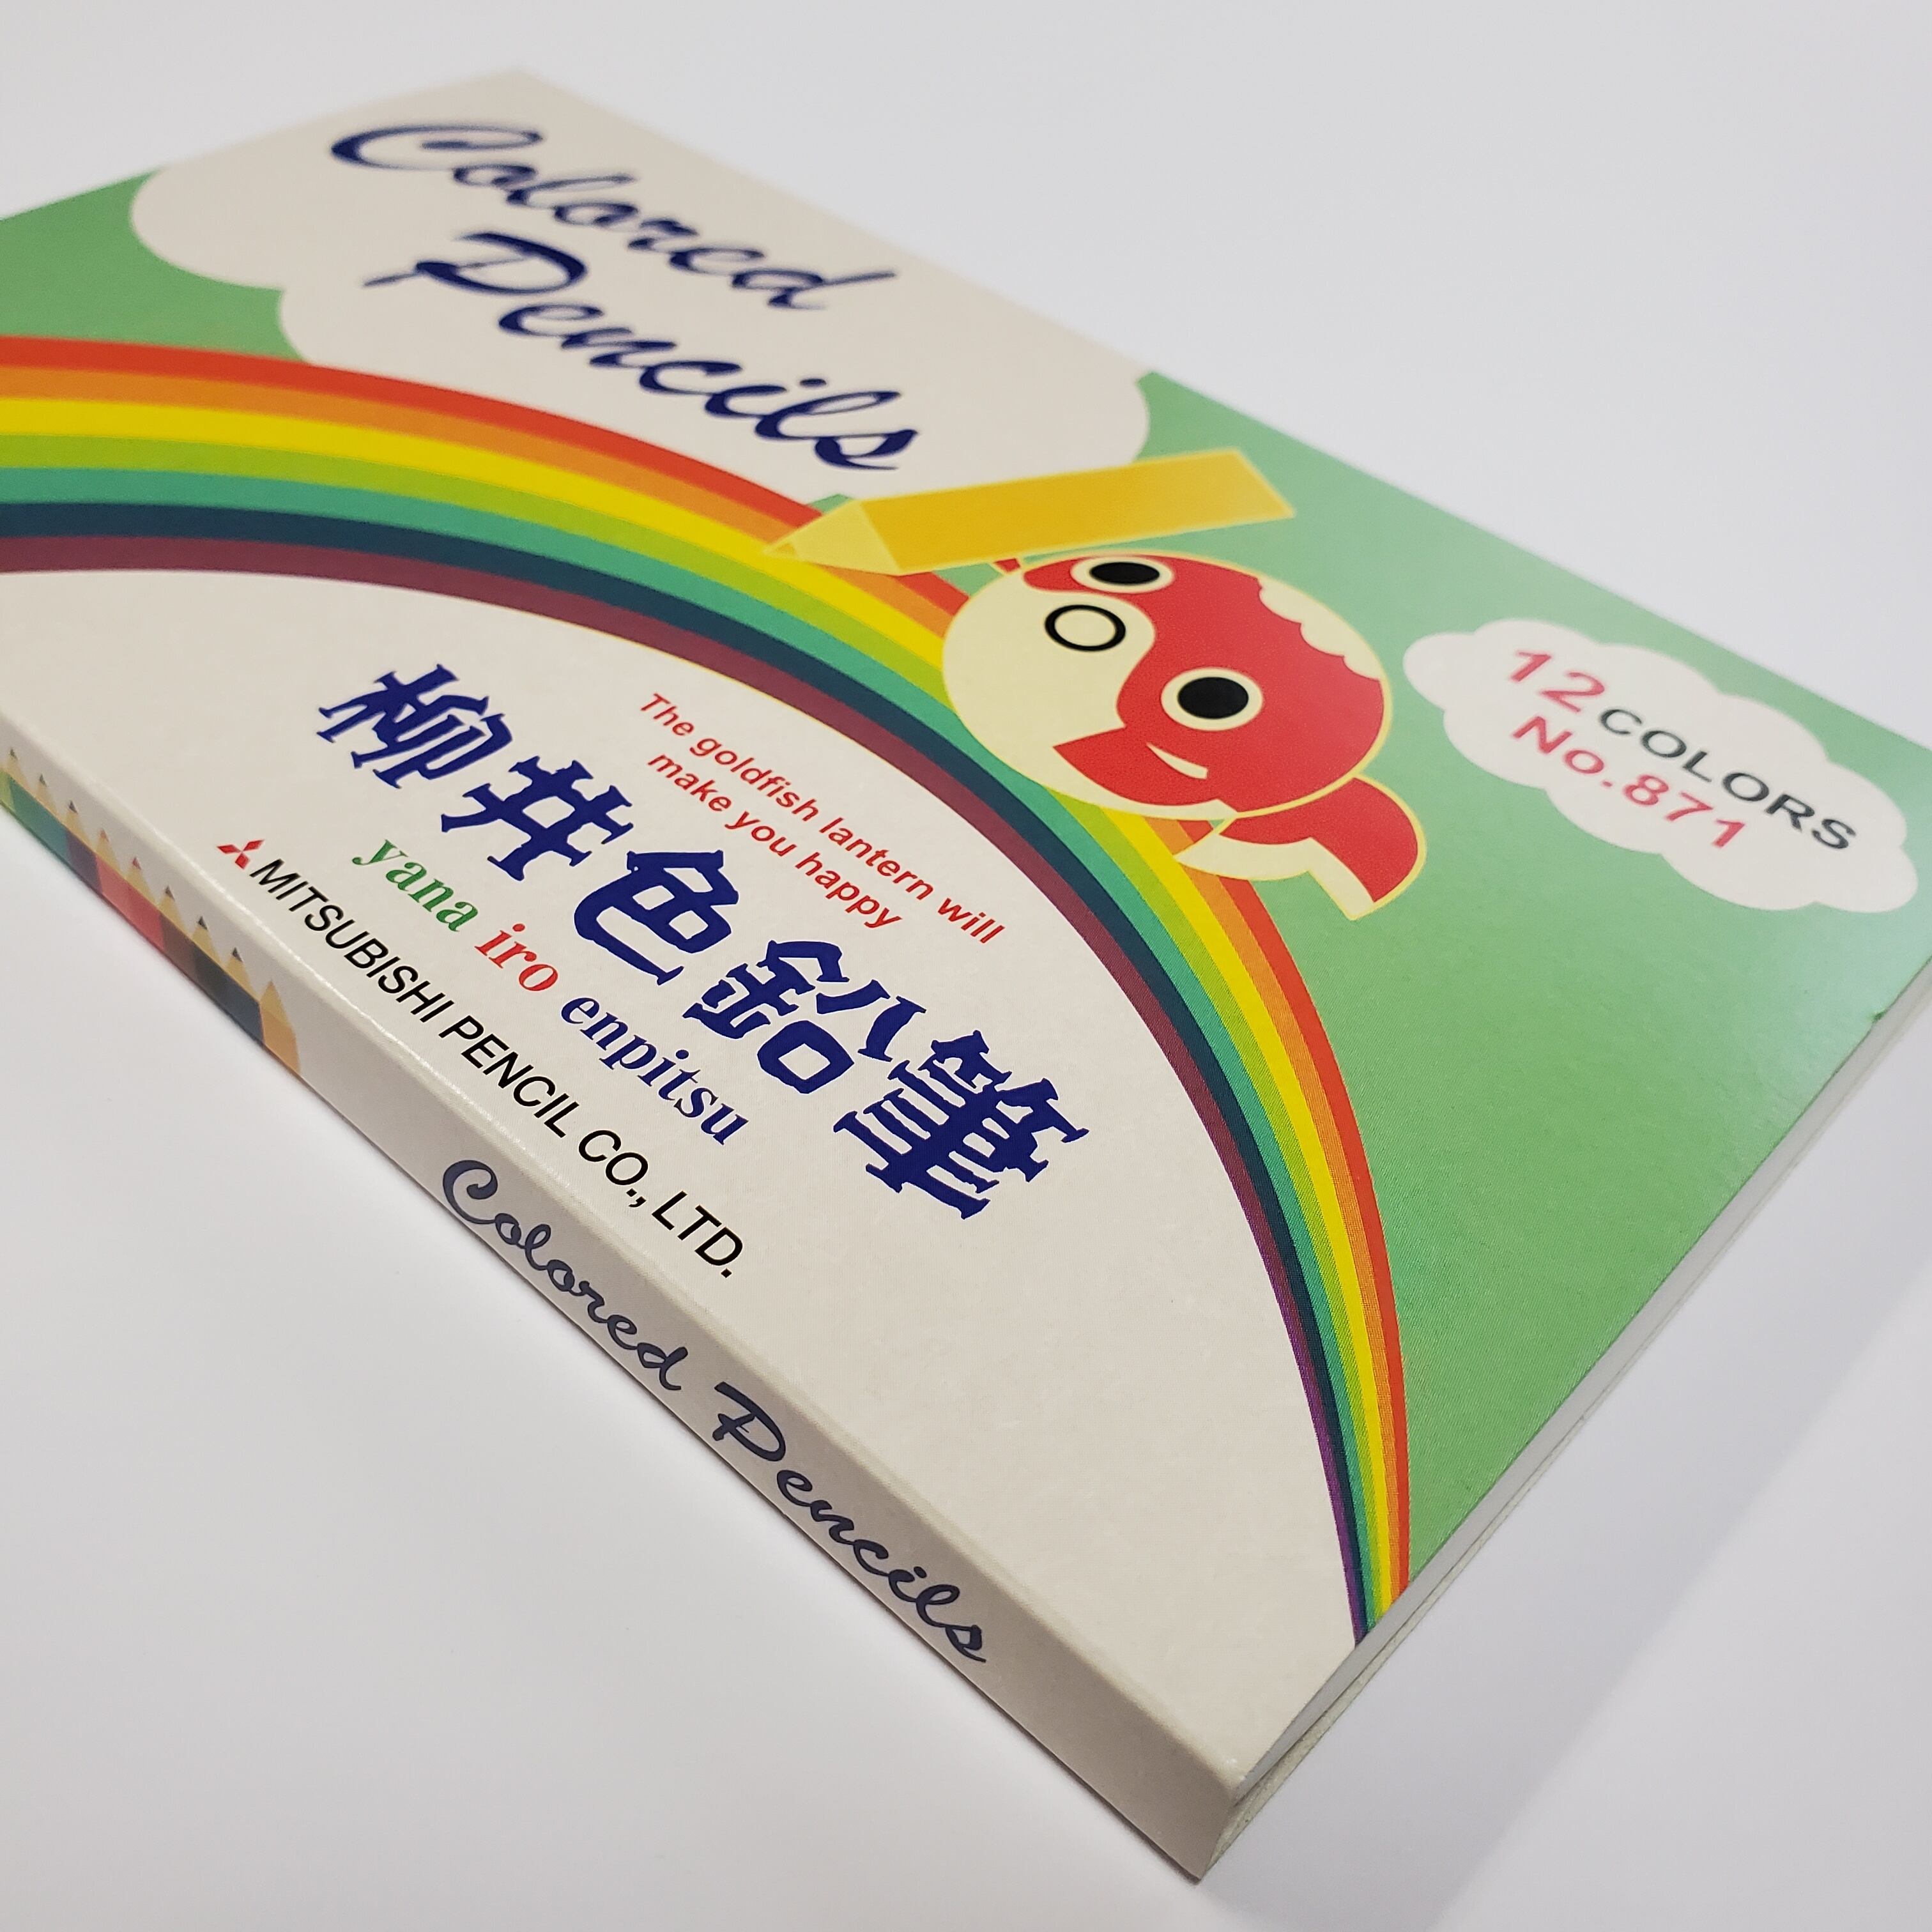 Colored
Pencils
12 COLORS
No.871
The goldfish lantern will
make you happy
柳井色鉛筆
yana iro enpitsu
MITSUBISHI PENCIL CO., LTD.
Colored Pencils